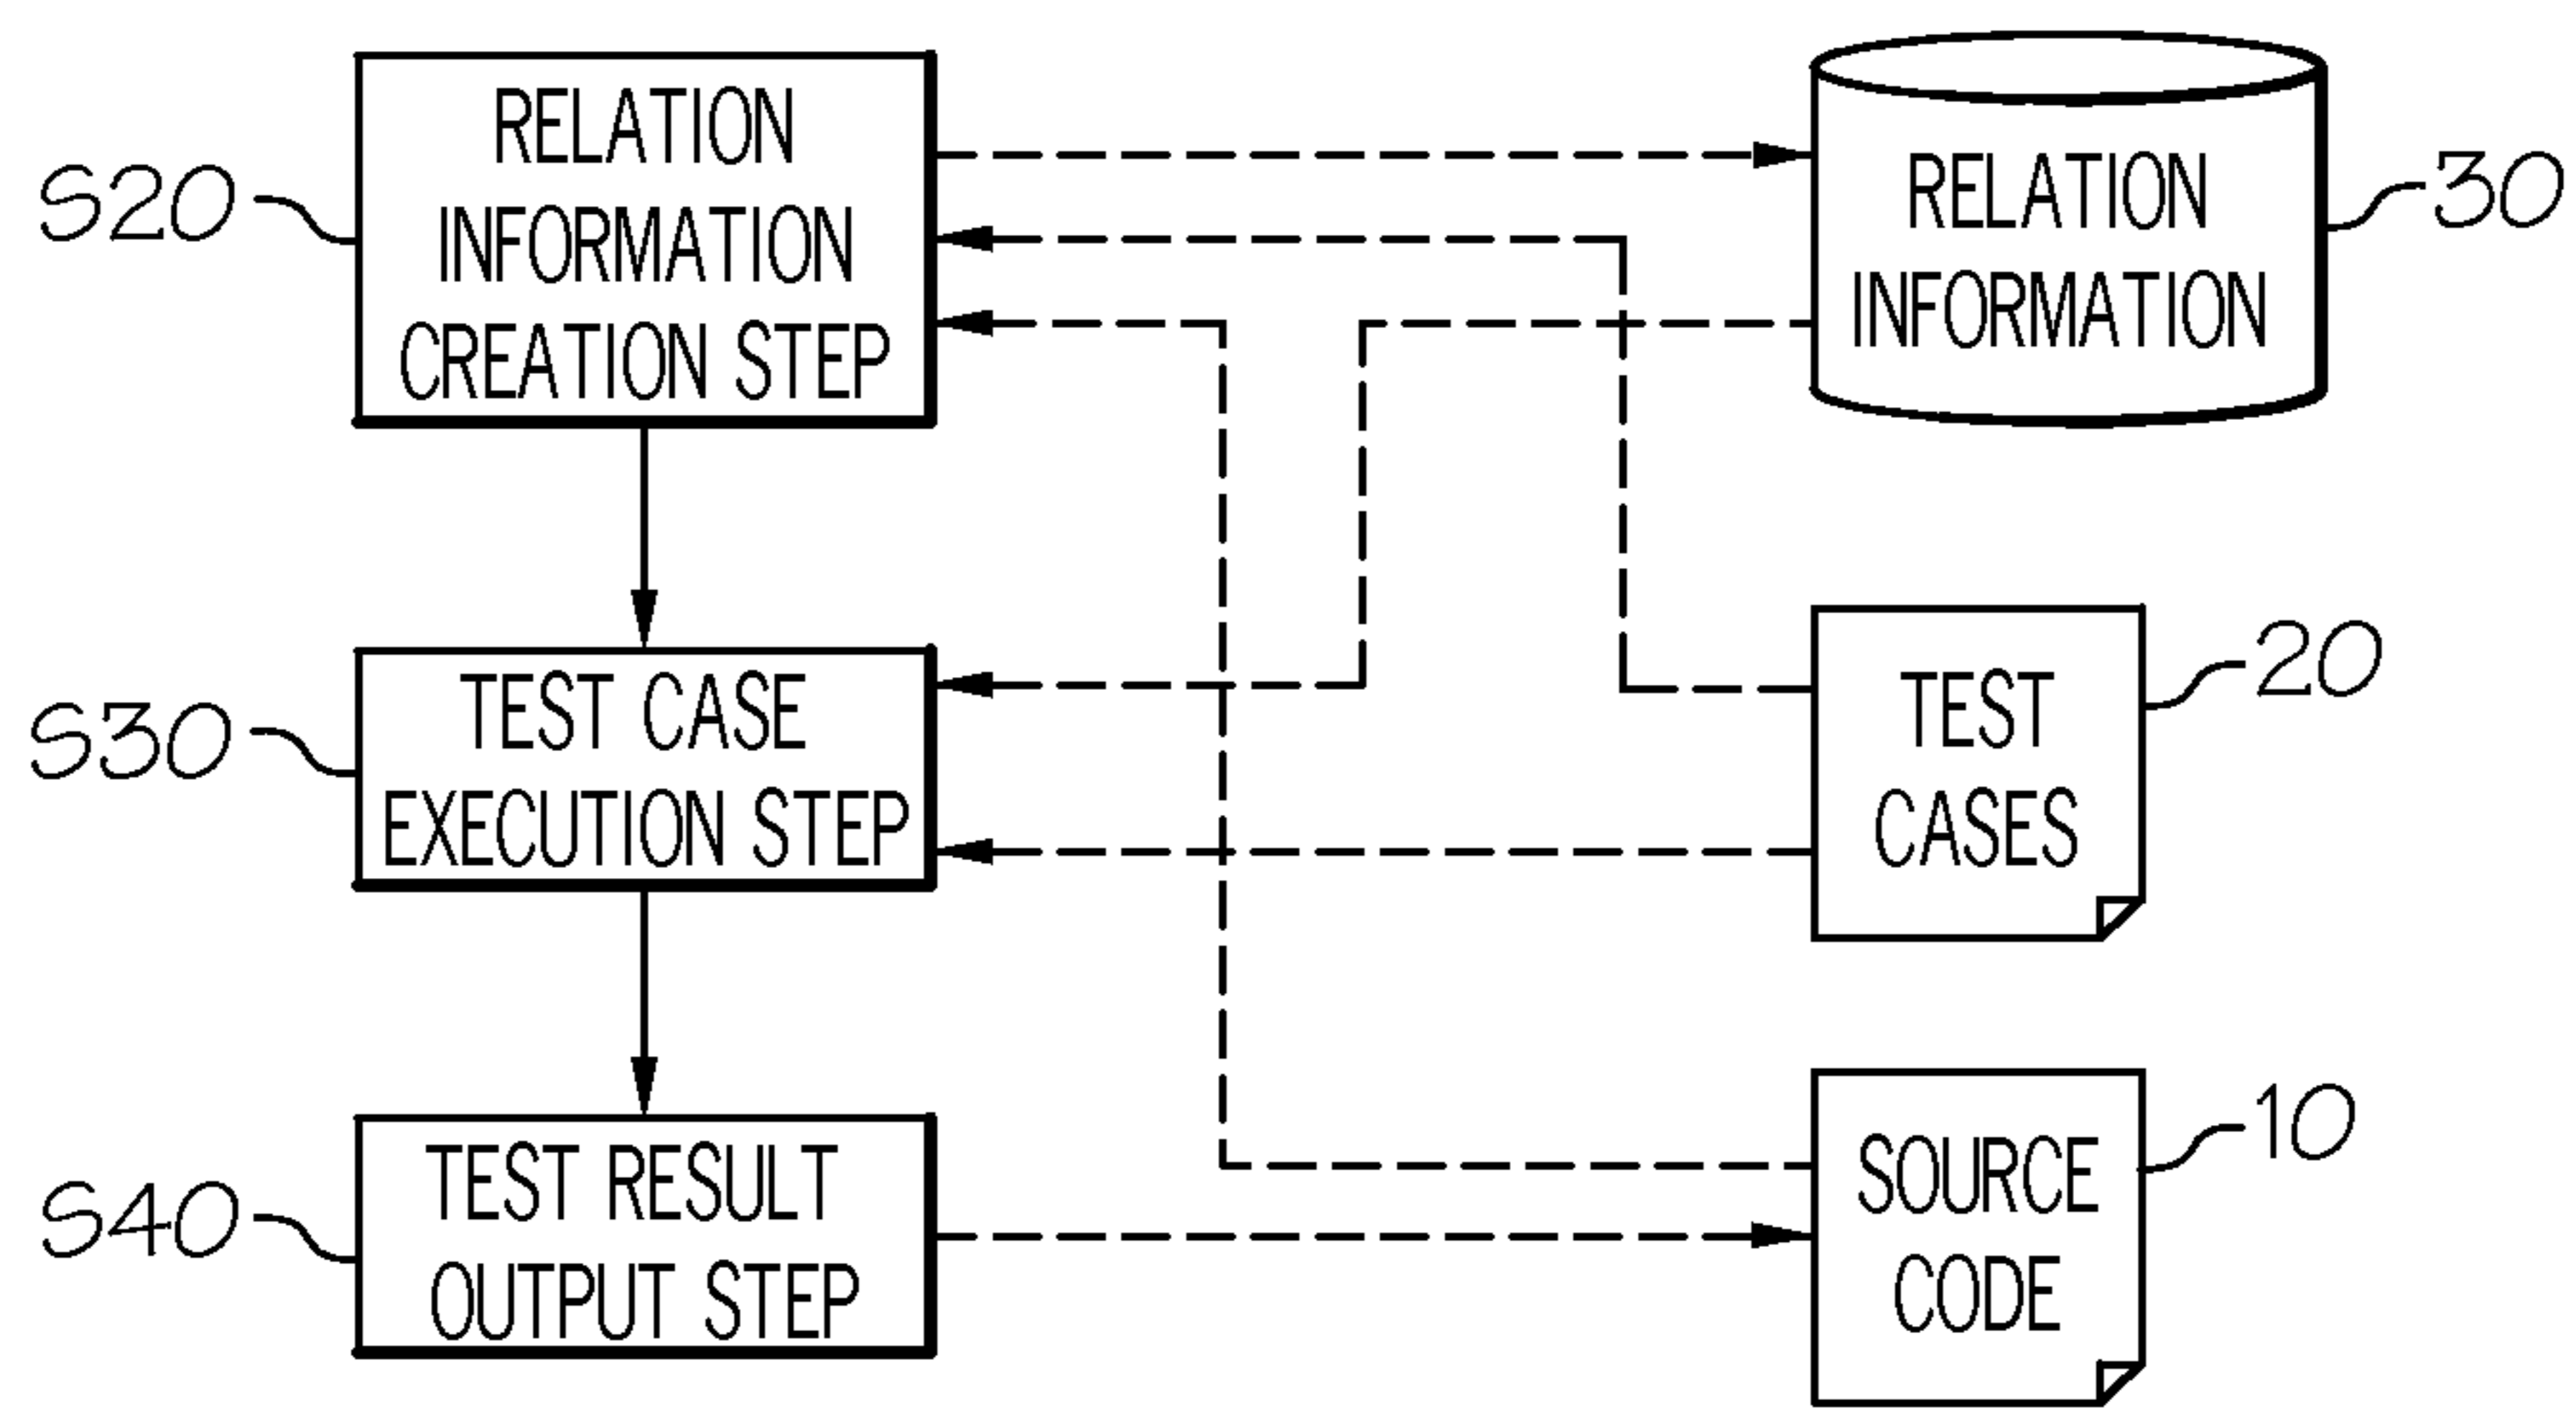 S20
RELATION
INFORMATION
CREATION STEP
RELATION
INFORMATION
30
S30
TEST CASE
EXECUTION STEP
TEST
CASES
20
S40
TEST RESULT
OUTPUT STEP
SOURCE
CODE
10